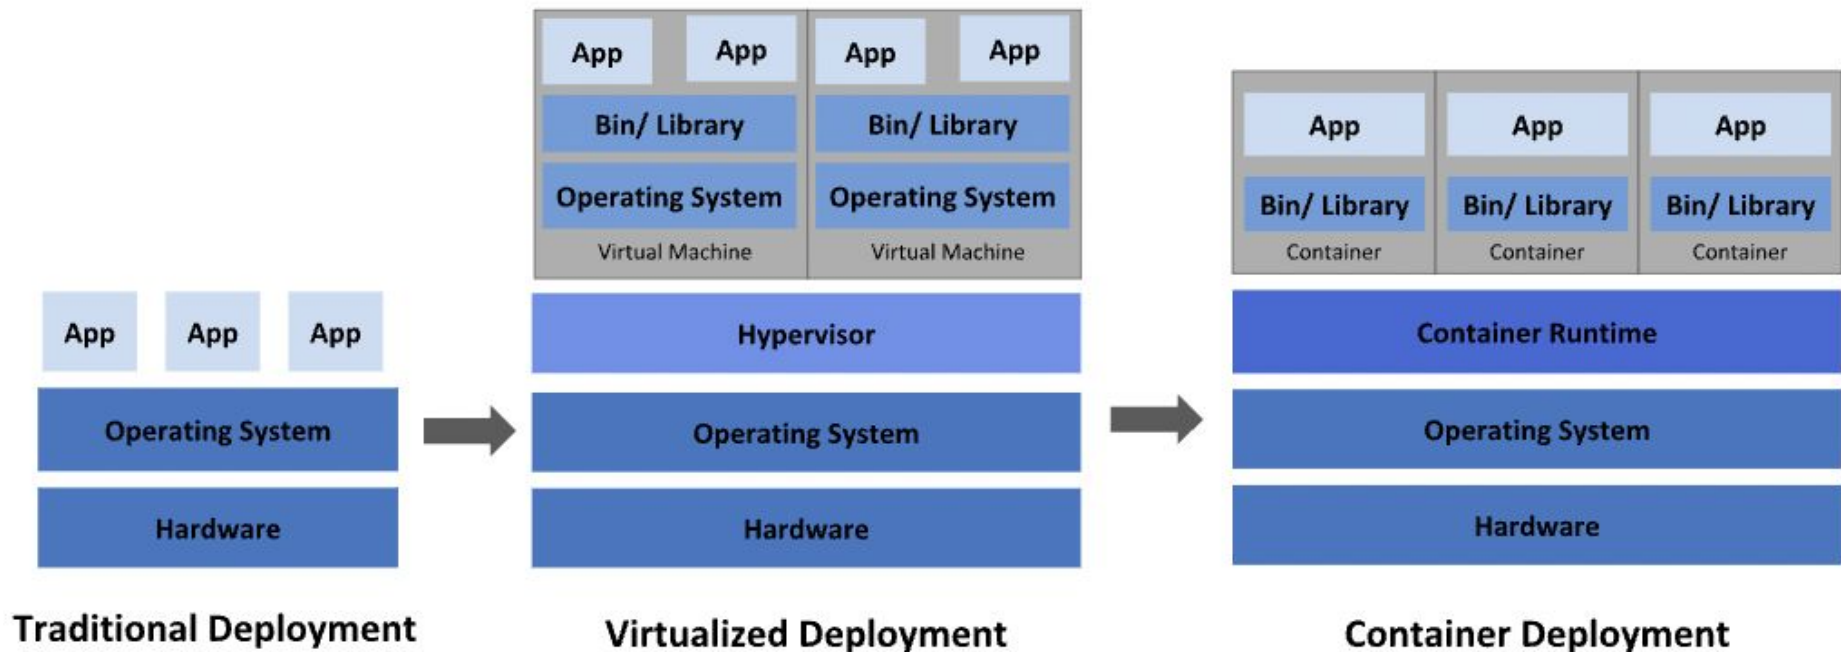 App App App
Operating System
Hardware
Traditional Deployment
App App App App
Bin/ Library Bin/ Library
Operating System Operating System
Virtual Machine Virtual Machine
Hypervisor
Operating System
Hardware
Virtualized Deployment
App App App
Bin/ Library Bin/ Library Bin/ Library
Container Container Container
Container Runtime
Operating System
Hardware
Container Deployment